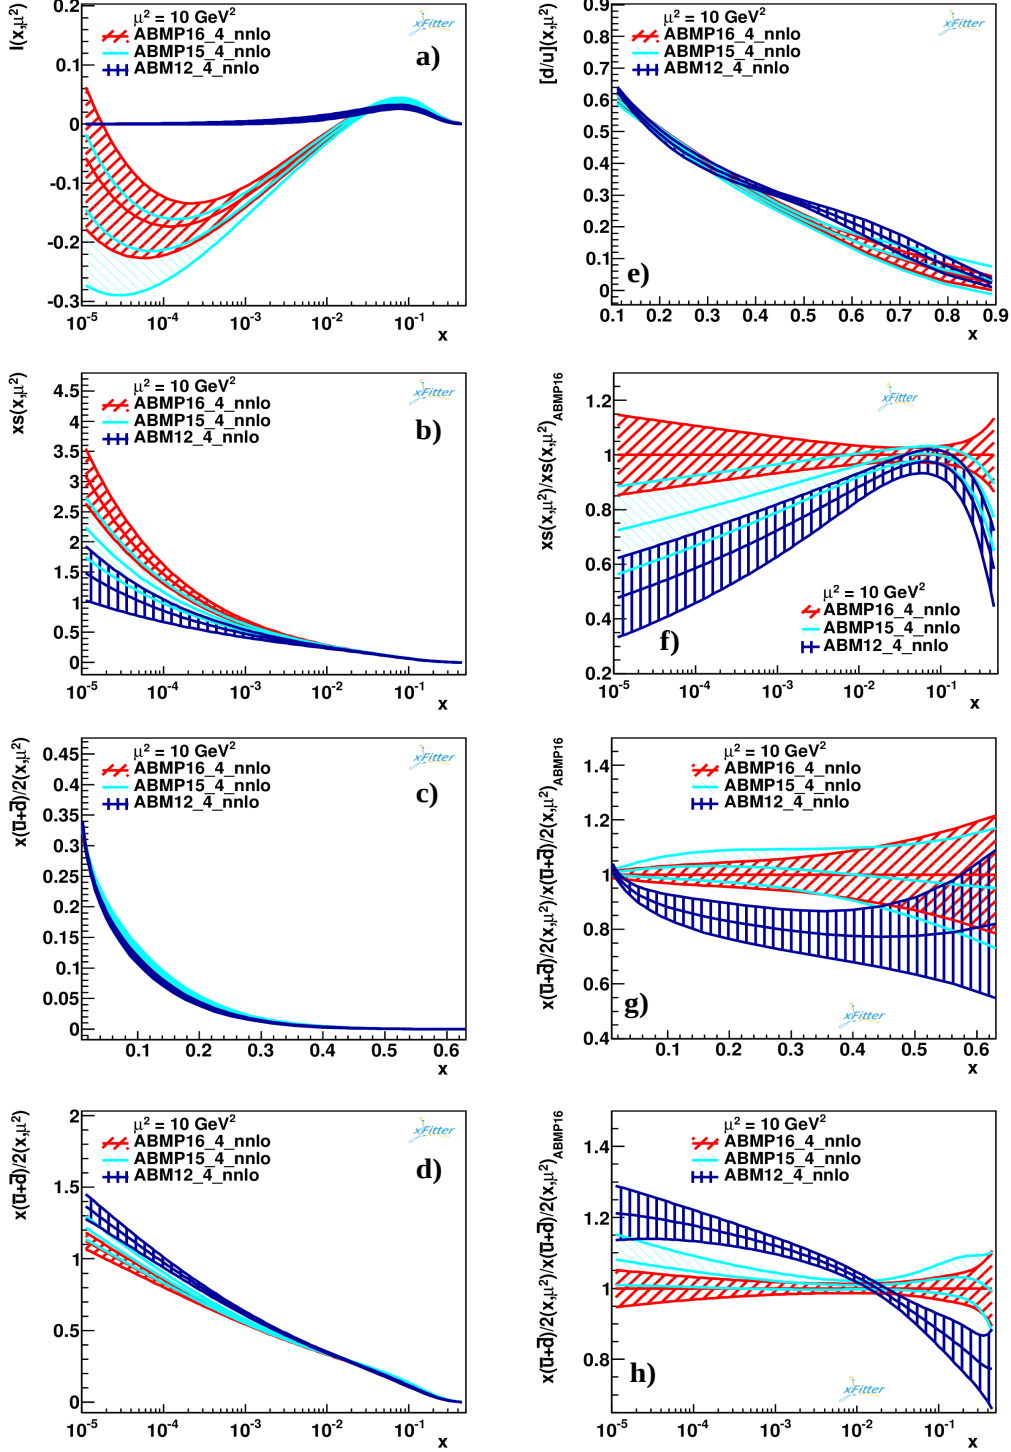 I(x,μ²)
μ² = 10 GeV²
ABMP16_4_nnlo
ABMP15_4_nnlo
ABM12_4_nnlo
xFitter
a)
0.2
0.1
0
-0.1
-0.2
-0.3
10⁻⁵ 10⁻⁴ 10⁻³ 10⁻² 10⁻¹
x
[d/u](x,μ²)
μ² = 10 GeV²
ABMP16_4_nnlo
ABMP15_4_nnlo
ABM12_4_nnlo
xFitter
0.9
0.8
0.7
0.6
0.5
0.4
0.3
0.2
0.1
0
e)
0.1 0.2 0.3 0.4 0.5 0.6 0.7 0.8 0.9
x
xs(x,μ²)
μ² = 10 GeV²
ABMP16_4_nnlo
ABMP15_4_nnlo
ABM12_4_nnlo
xFitter
b)
4.5
4
3.5
3
2.5
2
1.5
1
0.5
0
10⁻⁵ 10⁻⁴ 10⁻³ 10⁻² 10⁻¹
x
xs(x,μ²)/xs(x,μ²)ABMP16
xFitter
1.2
1
0.8
0.6
0.4
0.2
μ² = 10 GeV²
ABMP16_4_nnlo
ABMP15_4_nnlo
ABM12_4_nnlo
f)
10⁻⁵ 10⁻⁴ 10⁻³ 10⁻² 10⁻¹
x
x(u̅+d̅)/2(x,μ²)
μ² = 10 GeV²
ABMP16_4_nnlo
ABMP15_4_nnlo
ABM12_4_nnlo
xFitter
c)
0.45
0.4
0.35
0.3
0.25
0.2
0.15
0.1
0.05
0
0.1 0.2 0.3 0.4 0.5 0.6
x
x(u̅+d̅)/2(x,μ²)/x(u̅+d̅)/2(x,μ²)ABMP16
μ² = 10 GeV²
ABMP16_4_nnlo
ABMP15_4_nnlo
ABM12_4_nnlo
1.4
1.2
1
0.8
0.6
0.4
g)
xFitter
0.1 0.2 0.3 0.4 0.5 0.6
x
x(u̅+d̅)/2(x,μ²)
μ² = 10 GeV²
ABMP16_4_nnlo
ABMP15_4_nnlo
ABM12_4_nnlo
xFitter
d)
2
1.5
1
0.5
0
10⁻⁵ 10⁻⁴ 10⁻³ 10⁻² 10⁻¹
x
x(u̅+d̅)/2(x,μ²)/x(u̅+d̅)/2(x,μ²)ABMP16
μ² = 10 GeV²
ABMP16_4_nnlo
ABMP15_4_nnlo
ABM12_4_nnlo
1.4
1.2
1
0.8
h)
xFitter
10⁻⁵ 10⁻⁴ 10⁻³ 10⁻² 10⁻¹
x